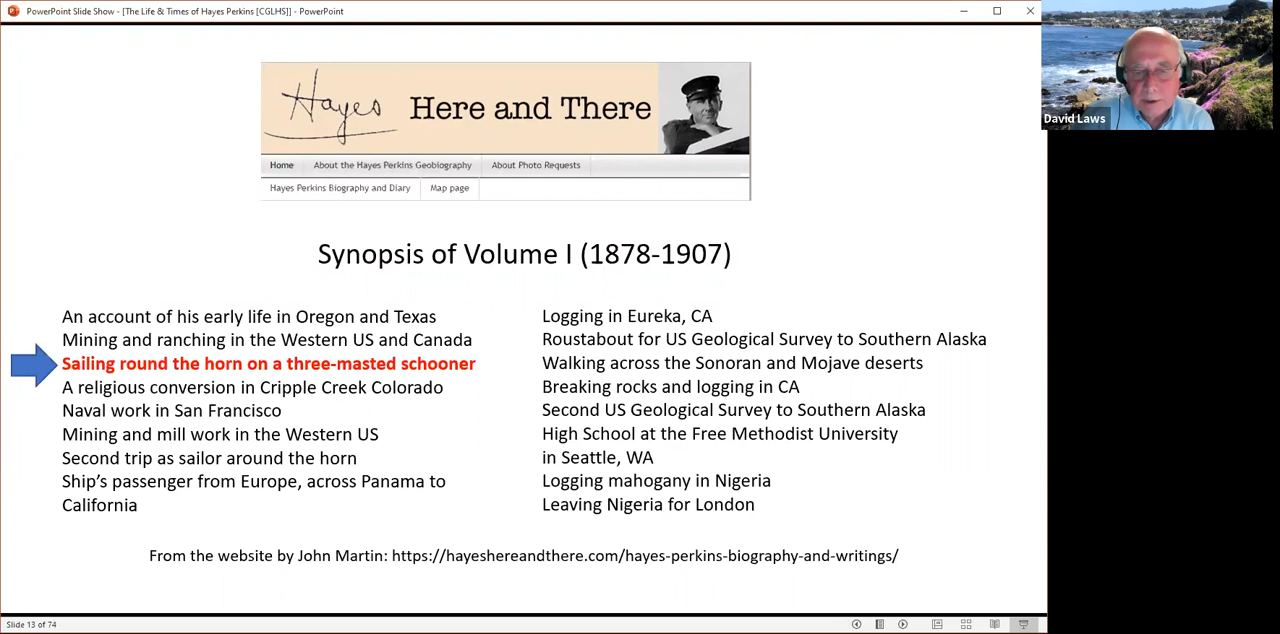 PowerPoint Slide Show - [The Life & Times of Hayes Perkins [CGLHS]] - PowerPoint
David Laws
Hayes Here and There
Home About the Hayes Perkins Geobiography About Photo Requests
Hayes Perkins Biography and Diary Map page
Synopsis of Volume I (1878-1907)
An account of his early life in Oregon and Texas
Mining and ranching in the Western US and Canada
Sailing round the horn on a three-masted schooner
A religious conversion in Cripple Creek Colorado
Naval work in San Francisco
Mining and mill work in the Western US
Second trip as sailor around the horn
Ship's passenger from Europe, across Panama to
California
Logging in Eureka, CA
Roustabout for US Geological Survey to Southern Alaska
Walking across the Sonoran and Mojave deserts
Breaking rocks and logging in CA
Second US Geological Survey to Southern Alaska
High School at the Free Methodist University
in Seattle, WA
Logging mahogany in Nigeria
Leaving Nigeria for London
From the website by John Martin: https://hayeshereandthere.com/hayes-perkins-biography-and-writings/
Slide 13 of 74